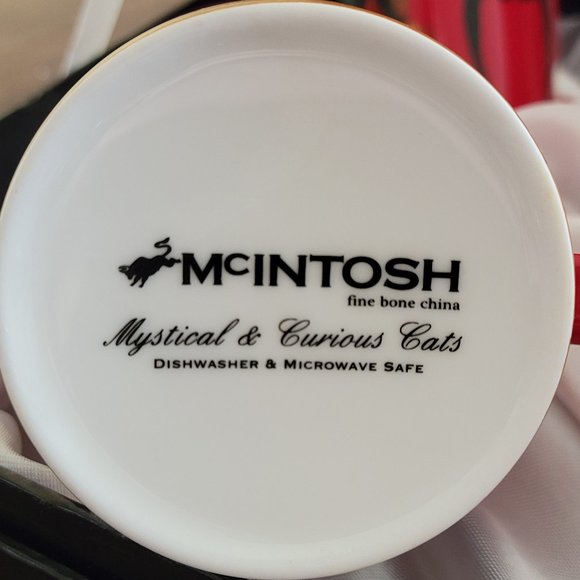 McINTOSH
fine bone china
Mystical & Curious Cats
DISHWASHER & MICROWAVE SAFE